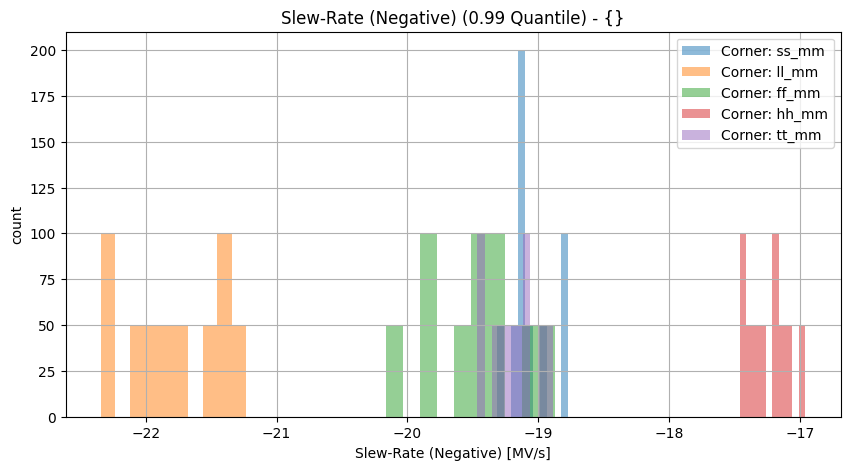 Slew-Rate (Negative) (0.99 Quantile) - {}
count
200
175
150
125
100
75
50
25
0
−22
−21
−20
−19
−18
−17
Slew-Rate (Negative) [MV/s]
Corner: ss_mm
Corner: ll_mm
Corner: ff_mm
Corner: hh_mm
Corner: tt_mm